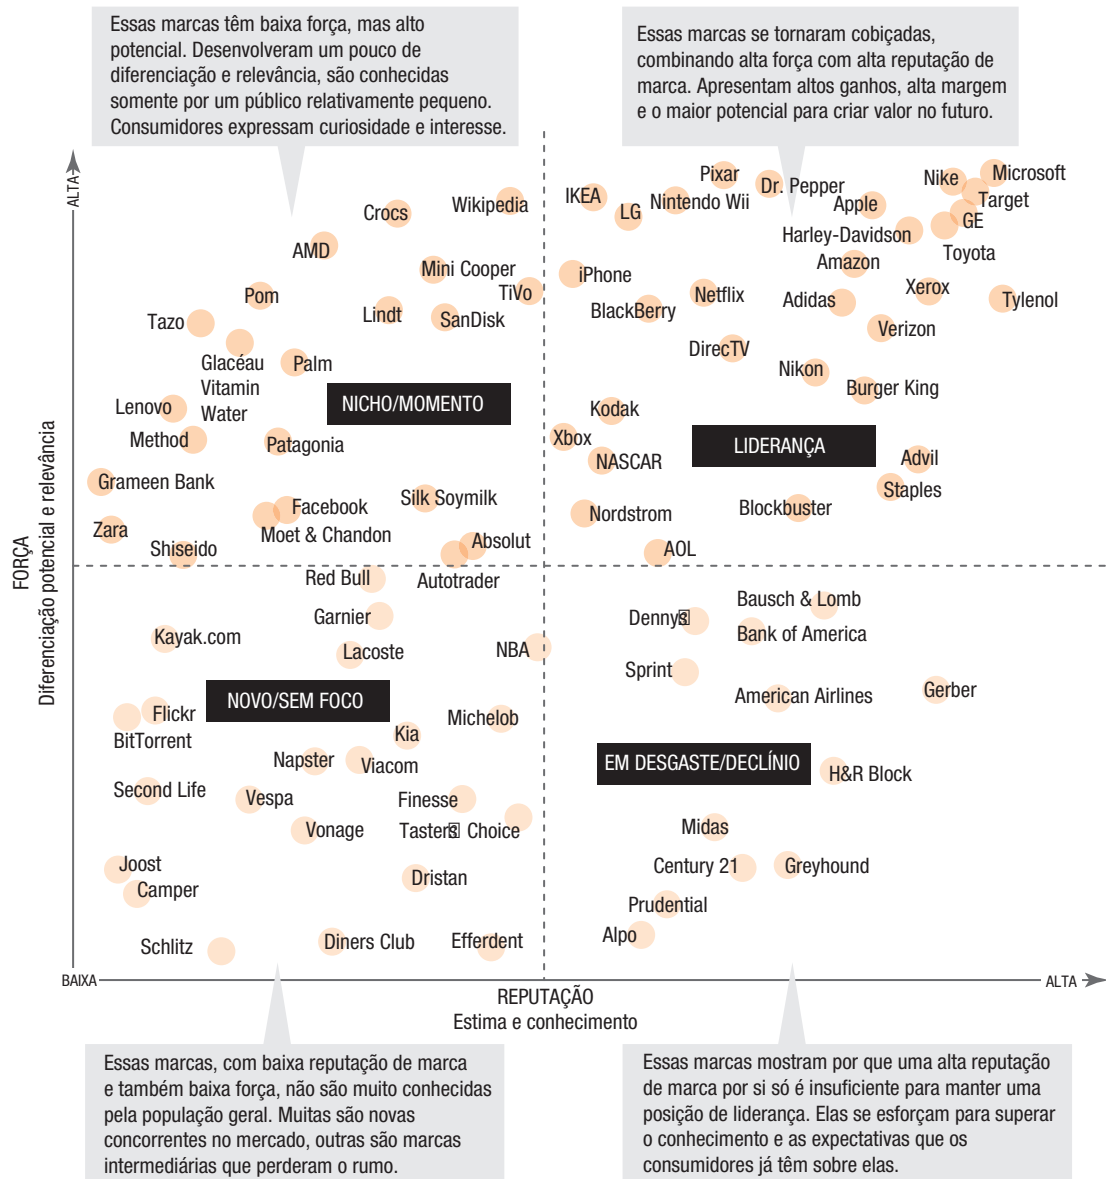 Essas marcas têm baixa força, mas alto
potencial. Desenvolveram um pouco de
diferenciação e relevância, são conhecidas
somente por um público relativamente pequeno.
Consumidores expressam curiosidade e interesse.
Essas marcas se tornaram cobiçadas,
combinando alta força com alta reputação de
marca. Apresentam altos ganhos, alta margem
e o maior potencial para criar valor no futuro.
ALTA
FORÇA
Diferenciação potencial e relevância
Crocs
Wikipedia
AMD
Mini Cooper
TiVo
Pom
Lindt
SanDisk
Tazo
Glacéau
Vitamin
Water
Palm
NICHO/MOMENTO
Lenovo
Method
Patagonia
Grameen Bank
Facebook
Silk Soymilk
Zara
Moet & Chandon
Shiseido
Absolut
Autotrader
IKEA
LG
Nintendo Wii
Pixar
Dr. Pepper
Apple
Nike
Microsoft
Target
GE
Harley-Davidson
Toyota
iPhone
Amazon
BlackBerry
Netflix
Adidas
Xerox
Tylenol
Verizon
DirecTV
Nikon
Burger King
Kodak
Xbox
NASCAR
LIDERANÇA
Advil
Staples
Nordstrom
Blockbuster
AOL
Red Bull
Garnier
Kayak.com
Lacoste
NBA
NOVO/SEM FOCO
Flickr
BitTorrent
Michelob
Kia
Napster
Viacom
Second Life
Vespa
Finesse
Vonage
Tasters Choice
Joost
Camper
Dristan
Schlitz
Diners Club
Efferdent
Dennys
Bausch & Lomb
Bank of America
Sprint
American Airlines
Gerber
EM DESGASTE/DECLÍNIO
H&R Block
Midas
Century 21
Greyhound
Prudential
Alpo
BAIXA
ALTA
REPUTAÇÃO
Estima e conhecimento
Essas marcas, com baixa reputação de marca
e também baixa força, não são muito conhecidas
pela população geral. Muitas são novas
concorrentes no mercado, outras são marcas
intermediárias que perderam o rumo.
Essas marcas mostram por que uma alta reputação
de marca por si só é insuficiente para manter uma
posição de liderança. Elas se esforçam para superar
o conhecimento e as expectativas que os
consumidores já têm sobre elas.